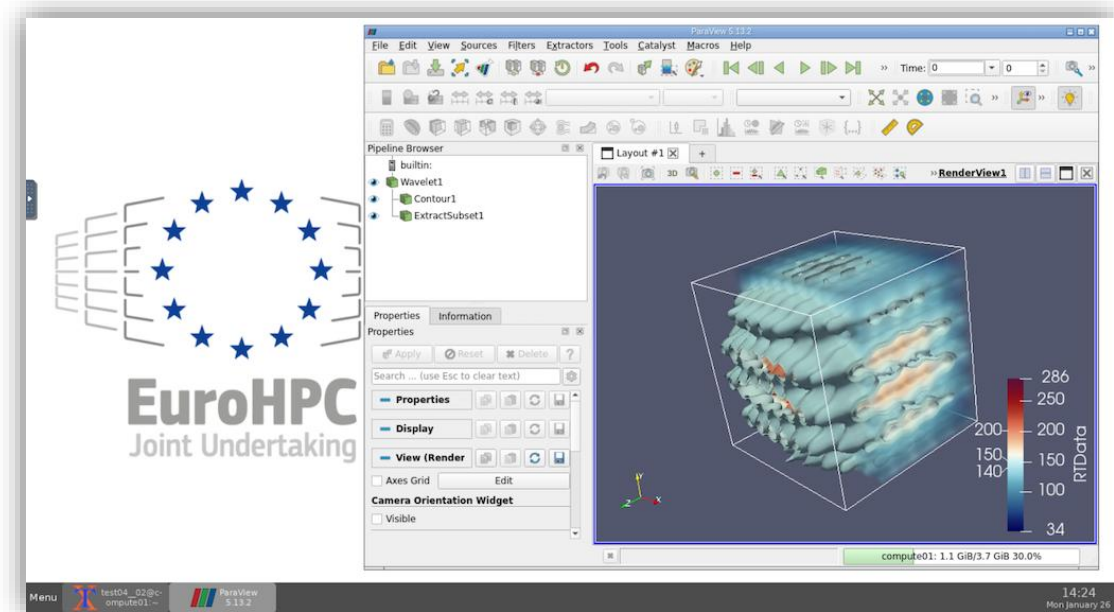 EuroHPC
Joint Undertaking
ParaView 5.13.2
File Edit View Sources Filters Extractors Tools Catalyst Macros Help
Time: 0 0
Pipeline Browser
builtin:
Wavelet1
Contour1
ExtractSubset1
Properties Information
Properties
Apply Reset Delete ?
Search ... (use Esc to clear text)
Properties
Display
View (Render
Axes Grid Edit
Camera Orientation Widget
Visible
Layout #1 +
3D
RenderView1
286
250
200 200
150
140
150
100
34
RTData
Y
Z X
compute01: 1.1 GiB/3.7 GiB 30.0%
Menu
test04__02@c-
ompute01:~
ParaView
5.13.2
14:24
Mon January 26